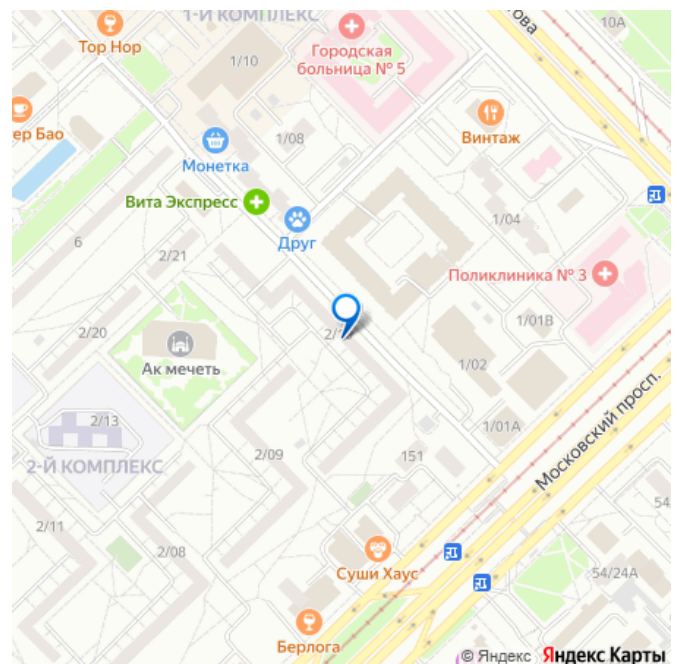 1-Й КОМПЛЕКС
10А
Тор Нор
Городская
больница № 5
1/10
Винтаж
1/08
Монетка
Вита Экспресс
1/04
6
Друг
2/21
Поликлиника № 3
2/20
1/01В
Ак мечеть
1/02
2/13
1/01А
Московский просп.
2-Й КОМПЛЕКС
2/09
151
54
2/11
2/08
Суши Хаус
54/24А
Берлога
© Яндекс Яндекс Карты